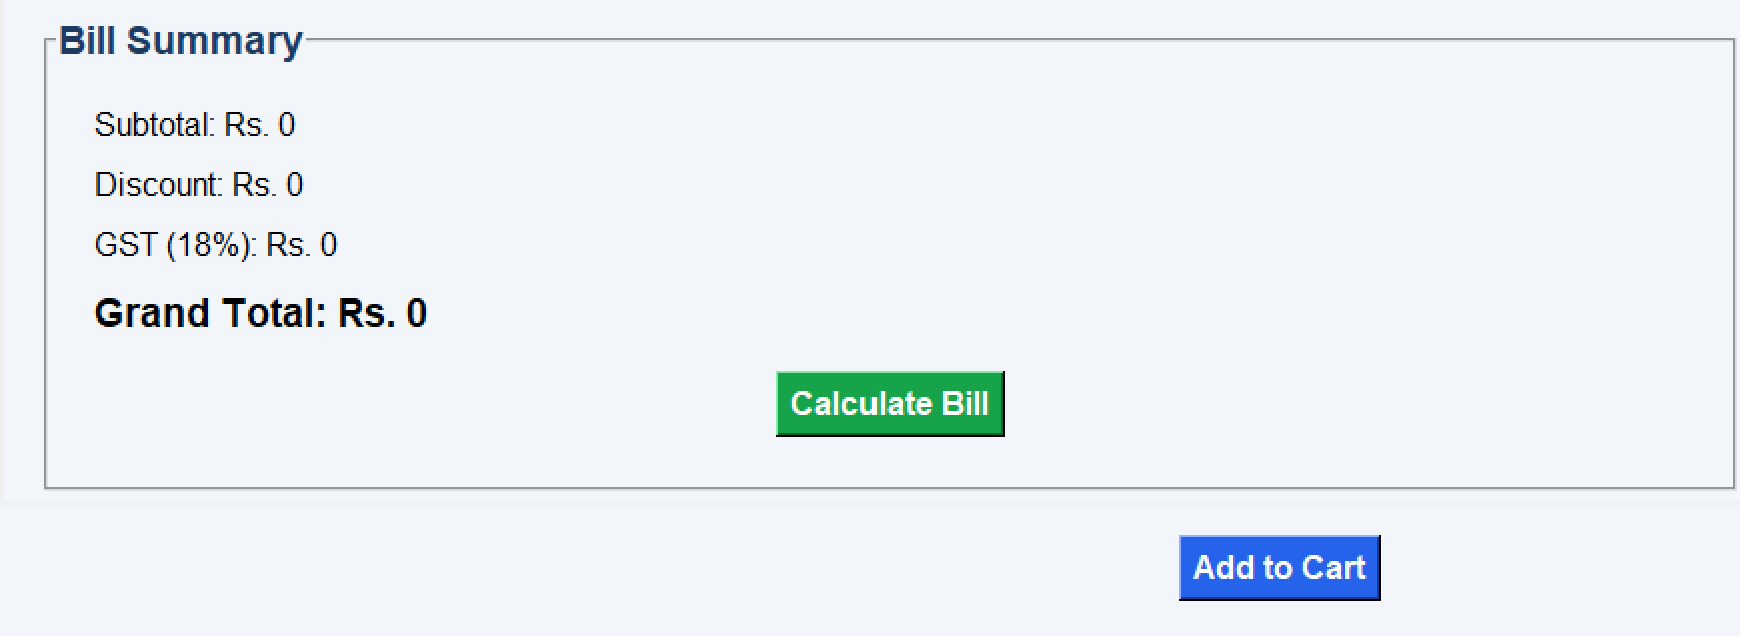 Bill Summary
Subtotal: Rs. 0
Discount: Rs. 0
GST (18%): Rs. 0
Grand Total: Rs. 0
Calculate Bill
Add to Cart